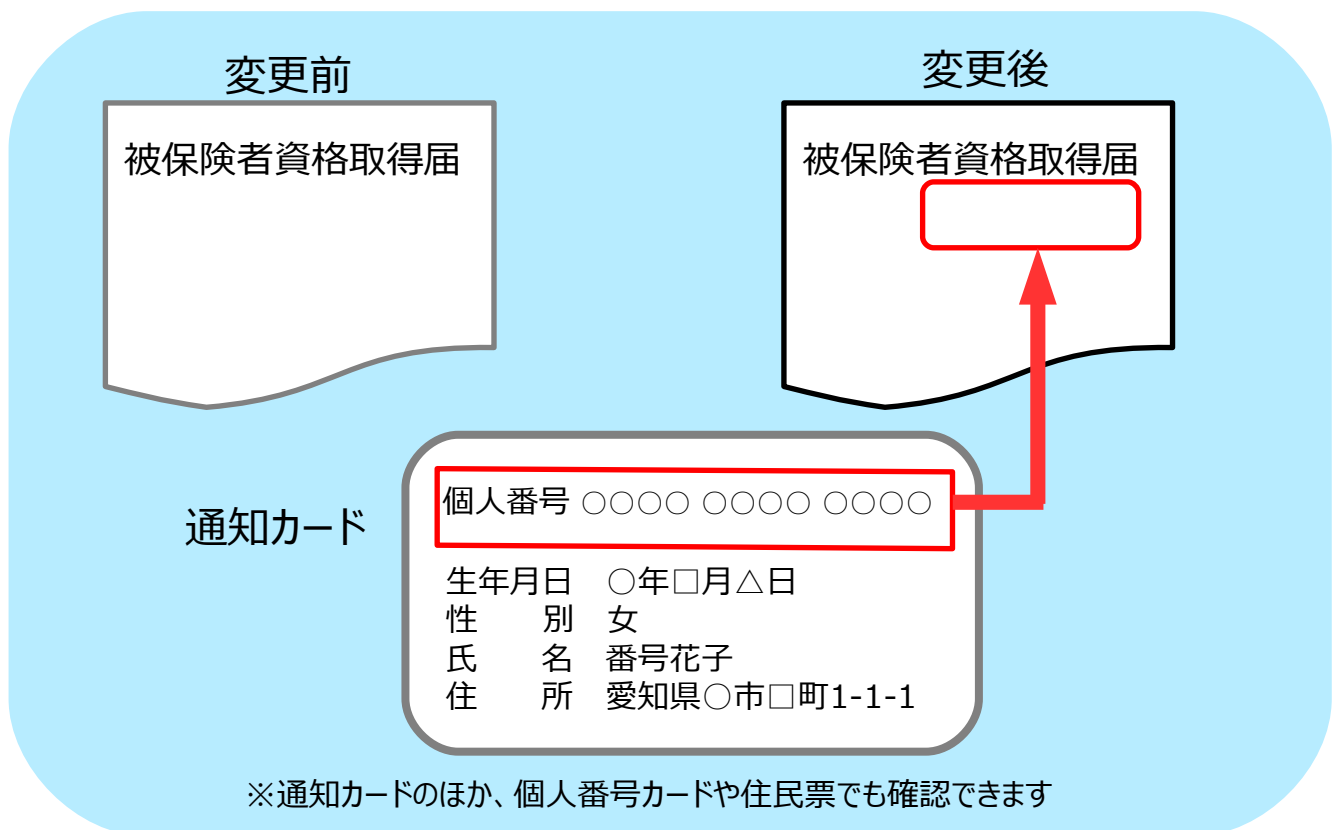 変更前
変更後
被保険者資格取得届
被保険者資格取得届
通知カード
個人番号 ○○○○ ○○○○ ○○○○
生年月日 ○年□月△日
性 別 女
氏 名 番号花子
住 所 愛知県○市□町1-1-1
※通知カードのほか、個人番号カードや住民票でも確認できます